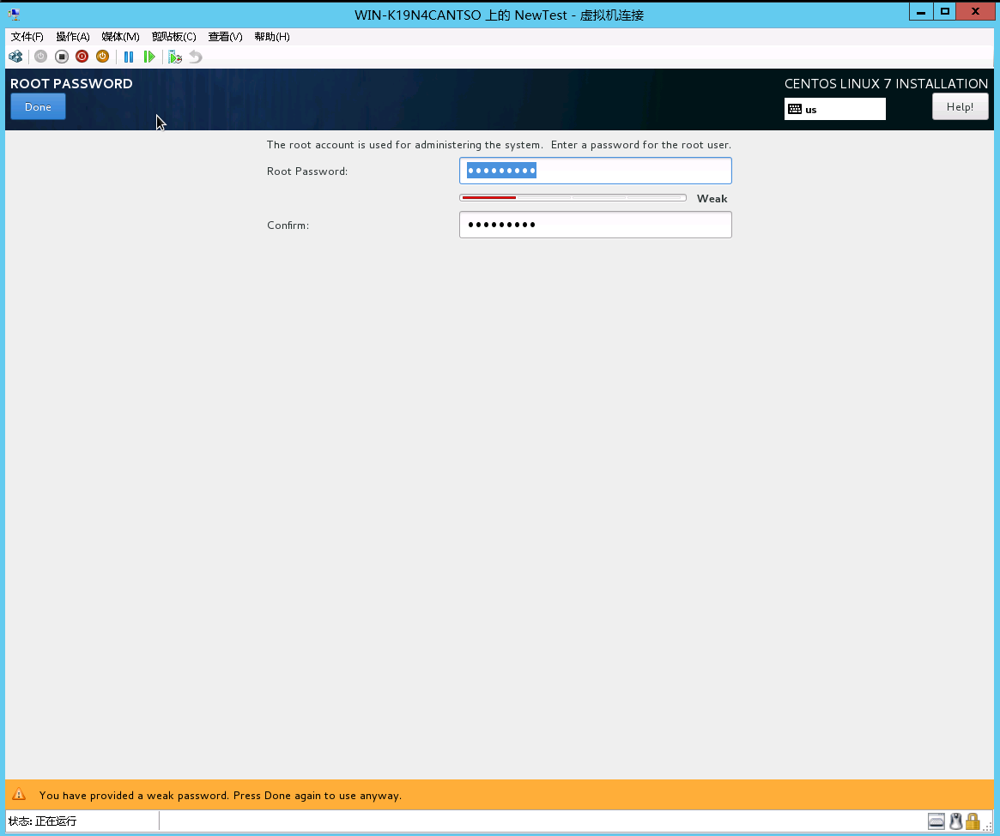 WIN-K19N4CANTSO 上的 NewTest - 虚拟机连接
文件(F) 操作(A) 媒体(M) 剪贴板(C) 查看(V) 帮助(H)
ROOT PASSWORD
CENTOS LINUX 7 INSTALLATION
Done
us
Help!
The root account is used for administering the system. Enter a password for the root user.
Root Password:
Weak
Confirm:
You have provided a weak password. Press Done again to use anyway.
状态: 正在运行